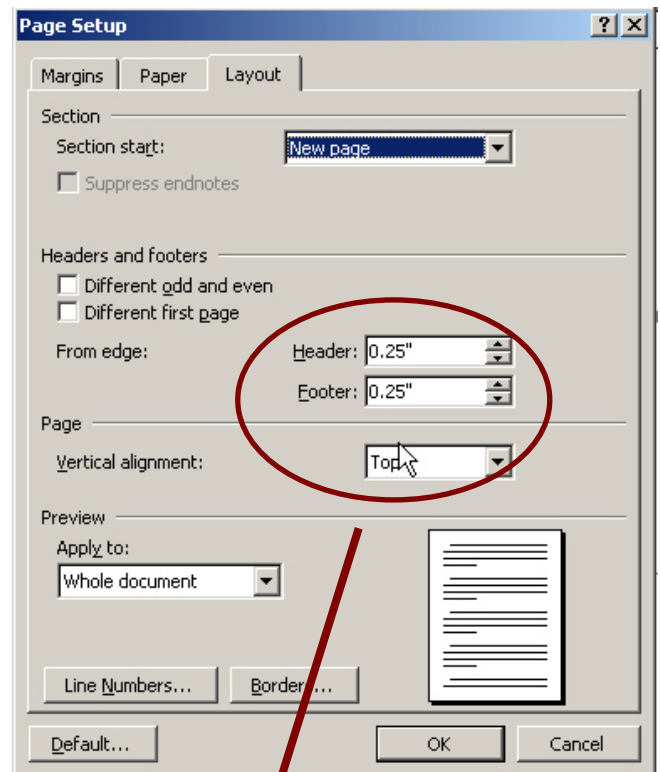 Page Setup
Margins Paper Layout
Section
Section start: New page
Suppress endnotes
Headers and footers
Different odd and even
Different first page
From edge: Header: 0.25"
Footer: 0.25"
Page
Vertical alignment: Top
Preview
Apply to:
Whole document
Line Numbers... Borders...
Default... OK Cancel